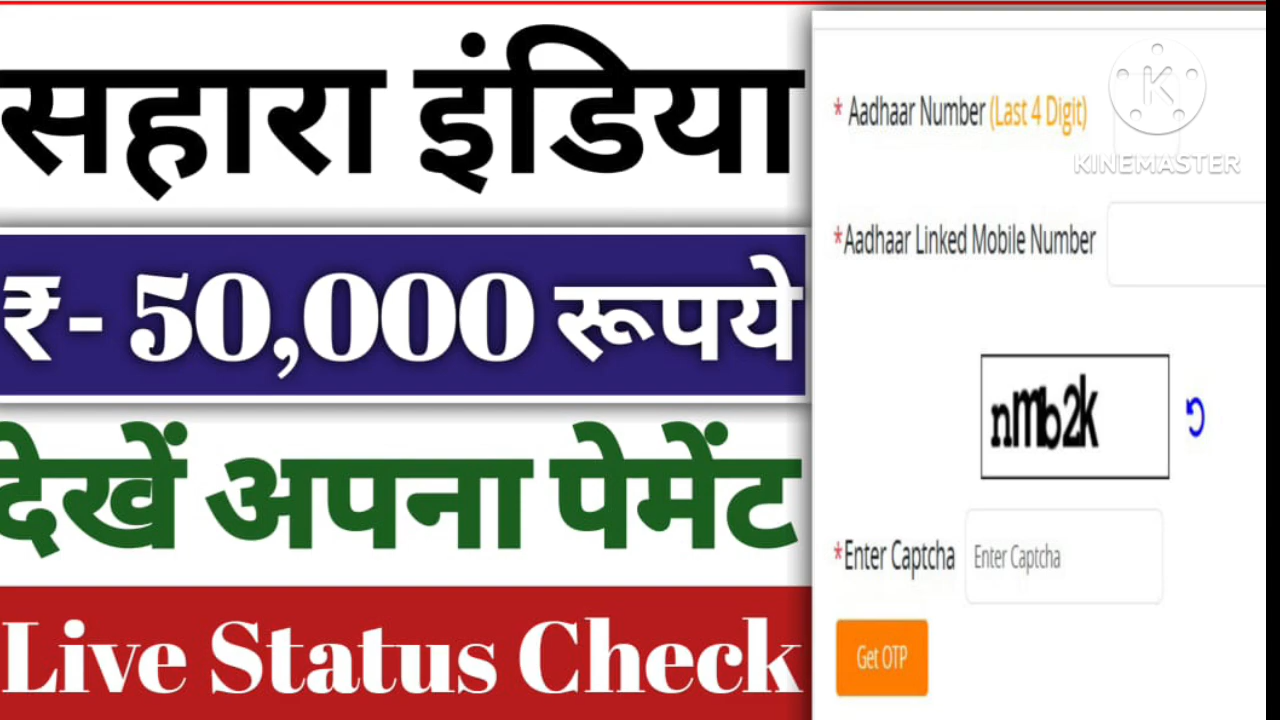 सहारा इंडिया
₹- 50,000 रूपये
देखें अपना पेमेंट
Live Status Check
* Aadhaar Number (Last 4 Digit)
KINEMASTER
*Aadhaar Linked Mobile Number
nmb2k
*Enter Captcha Enter Captcha
Get OTP